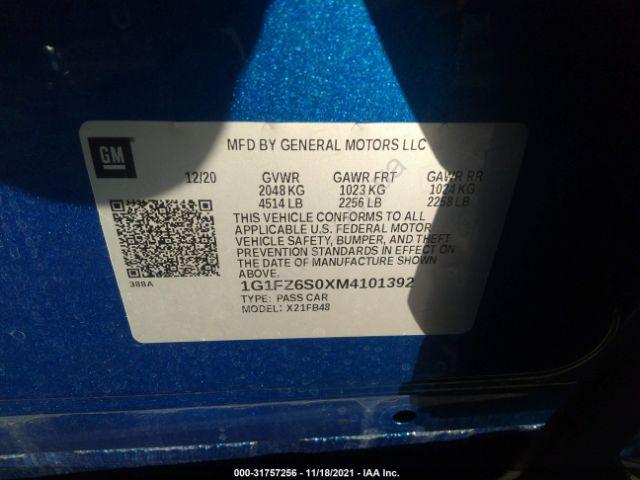 GM
MFD BY GENERAL MOTORS LLC
12/20 GVWR GAWR FRT GAWR RR
2048 KG 1023 KG 1024 KG
4514 LB 2256 LB 2258 LB
THIS VEHICLE CONFORMS TO ALL
APPLICABLE U.S. FEDERAL MOTOR
VEHICLE SAFETY, BUMPER, AND THEFT
PREVENTION STANDARDS IN EFFECT ON
THE DATE OF MANUFACTURE SHOWN
ABOVE.
388A
1G1FZ6S0XM4101392
TYPE: PASS CAR
MODEL: X21FB48
000-31757256 - 11/18/2021 - IAA Inc.